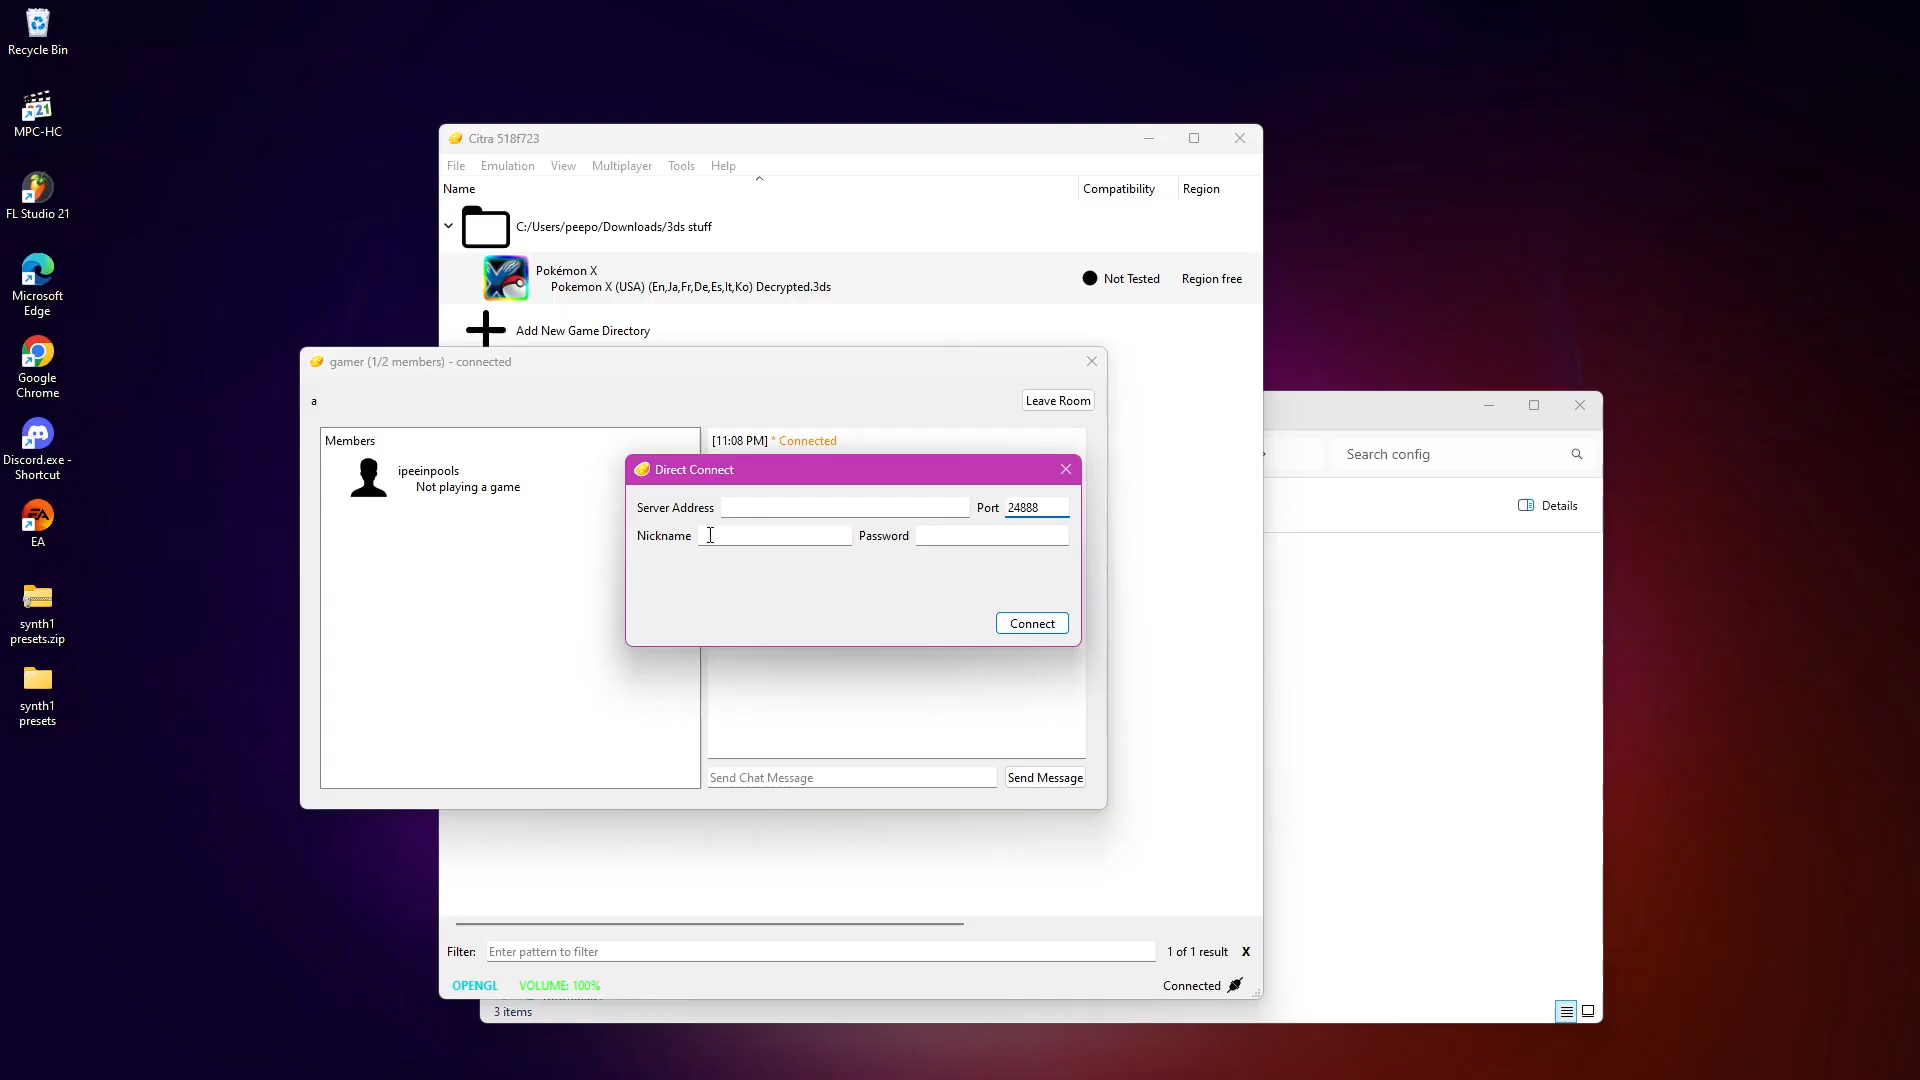 Recycle Bin
MPC-HC
FL Studio 21
Microsoft
Edge
Google
Chrome
Discord.exe -
Shortcut
EA
synth1
presets.zip
synth1
presets
Citra 518f723
File Emulation View Multiplayer Tools Help
Name Compatibility Region
C:/Users/peepo/Downloads/3ds stuff
Pokémon X
Pokemon X (USA) (En,Ja,Fr,De,Es,It,Ko) Decrypted.3ds
Not Tested Region free
Add New Game Directory
gamer (1/2 members) - connected
a
Leave Room
Members
ipeeinpools
Not playing a game
[11:08 PM] * Connected
Direct Connect
Server Address Port 24888
Nickname Password
Connect
Send Chat Message Send Message
Search config
Details
Filter: Enter pattern to filter 1 of 1 result X
OPENGL VOLUME: 100% Connected
3 items